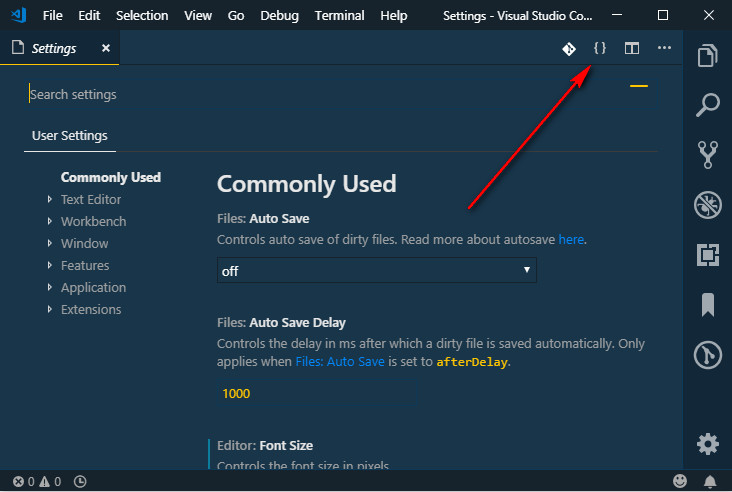 File Edit Selection View Go Debug Terminal Help Settings - Visual Studio Co...
Settings
{}
Search settings
User Settings
Commonly Used
Text Editor
Workbench
Window
Features
Application
Extensions
Commonly Used
Files: Auto Save
Controls auto save of dirty files. Read more about autosave here.
off
Files: Auto Save Delay
Controls the delay in ms after which a dirty file is saved automatically. Only
applies when Files: Auto Save is set to afterDelay.
1000
Editor: Font Size
Controls the font size in pixels
0 0